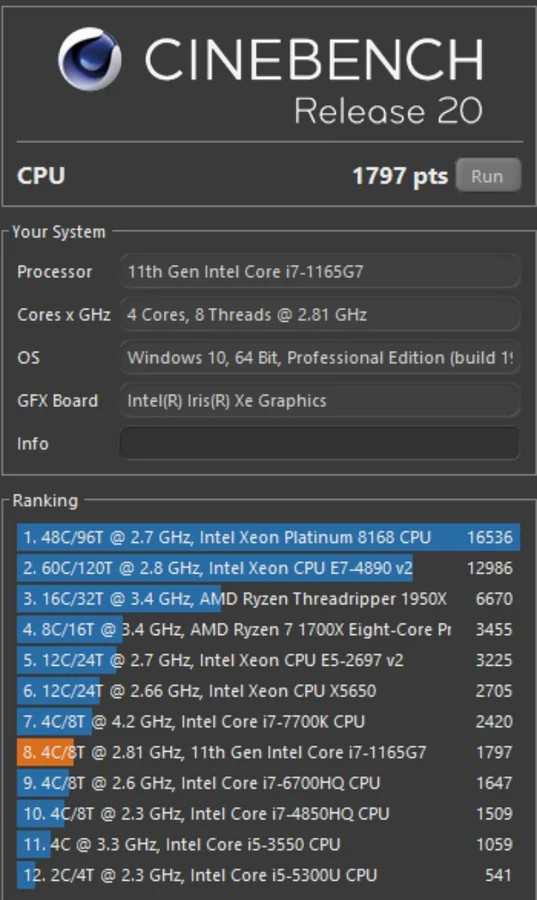 CINEBENCH
Release 20
CPU 1797 pts Run
Your System
Processor 11th Gen Intel Core i7-1165G7
Cores x GHz 4 Cores, 8 Threads @ 2.81 GHz
OS Windows 10, 64 Bit, Professional Edition (build
GFX Board Intel(R) Iris(R) Xe Graphics
Info
Ranking
1. 48C/96T @ 2.7 GHz, Intel Xeon Platinum 8168 CPU 16536
2. 60C/120T @ 2.8 GHz, Intel Xeon CPU E7-4890 v2 12986
3. 16C/32T @ 3.4 GHz, AMD Ryzen Threadripper 1950X 6670
4. 8C/16T @ 3.4 GHz, AMD Ryzen 7 1700X Eight-Core 3455
5. 12C/24T @ 2.7 GHz, Intel Xeon CPU E5-2697 v2 3225
6. 12C/24T @ 2.66 GHz, Intel Xeon CPU X5650 2705
7. 4C/8T @ 4.2 GHz, Intel Core i7-7700K CPU 2420
8. 4C/8T @ 2.81 GHz, 11th Gen Intel Core i7-1165G7 1797
9. 4C/8T @ 2.6 GHz, Intel Core i7-6700HQ CPU 1647
10. 4C/8T @ 2.3 GHz, Intel Core i7-4850HQ CPU 1509
11. 4C @ 3.3 GHz, Intel Core i5-3550 CPU 1059
12. 2C/4T @ 2.3 GHz, Intel Core i5-5300U CPU 541